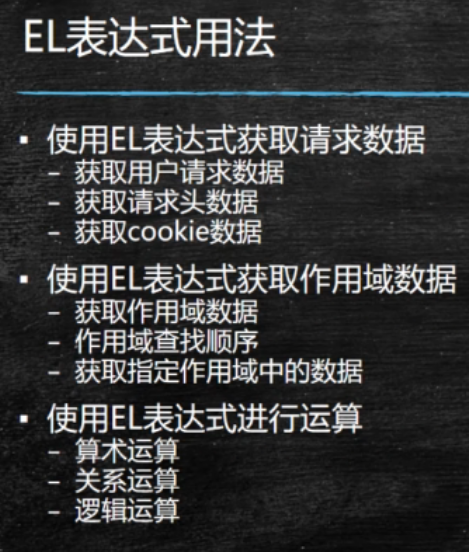 EL表达式用法
▪ 使用EL表达式获取请求数据
– 获取用户请求数据
– 获取请求头数据
– 获取cookie数据
▪ 使用EL表达式获取作用域数据
– 获取作用域数据
– 作用域查找顺序
– 获取指定作用域中的数据
▪ 使用EL表达式进行运算
– 算术运算
– 关系运算
– 逻辑运算